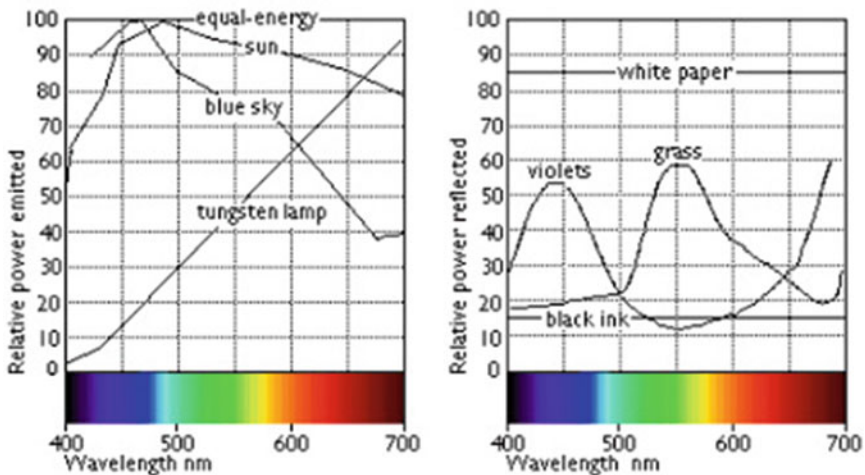 Relative power emitted
100
90
80
70
60
50
40
30
20
10
0
equal-energy
sun
blue sky
tungsten lamp
400
500
600
700
Wavelength nm
Relative power reflected
100
90
80
70
60
50
40
30
20
10
0
white paper
violets
grass
black ink
400
500
600
700
Wavelength nm